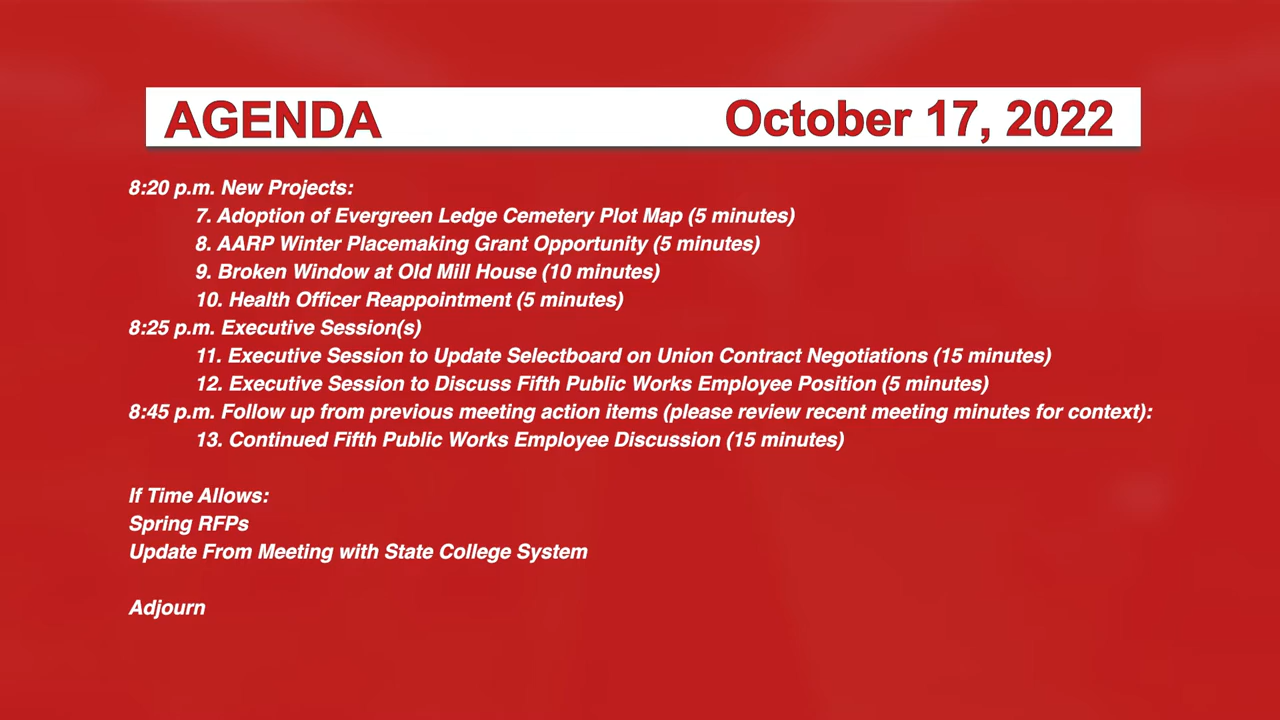 AGENDA October 17, 2022
8:20 p.m. New Projects:
7. Adoption of Evergreen Ledge Cemetery Plot Map (5 minutes)
8. AARP Winter Placemaking Grant Opportunity (5 minutes)
9. Broken Window at Old Mill House (10 minutes)
10. Health Officer Reappointment (5 minutes)
8:25 p.m. Executive Session(s)
11. Executive Session to Update Selectboard on Union Contract Negotiations (15 minutes)
12. Executive Session to Discuss Fifth Public Works Employee Position (5 minutes)
8:45 p.m. Follow up from previous meeting action items (please review recent meeting minutes for context):
13. Continued Fifth Public Works Employee Discussion (15 minutes)
If Time Allows:
Spring RFPs
Update From Meeting with State College System
Adjourn